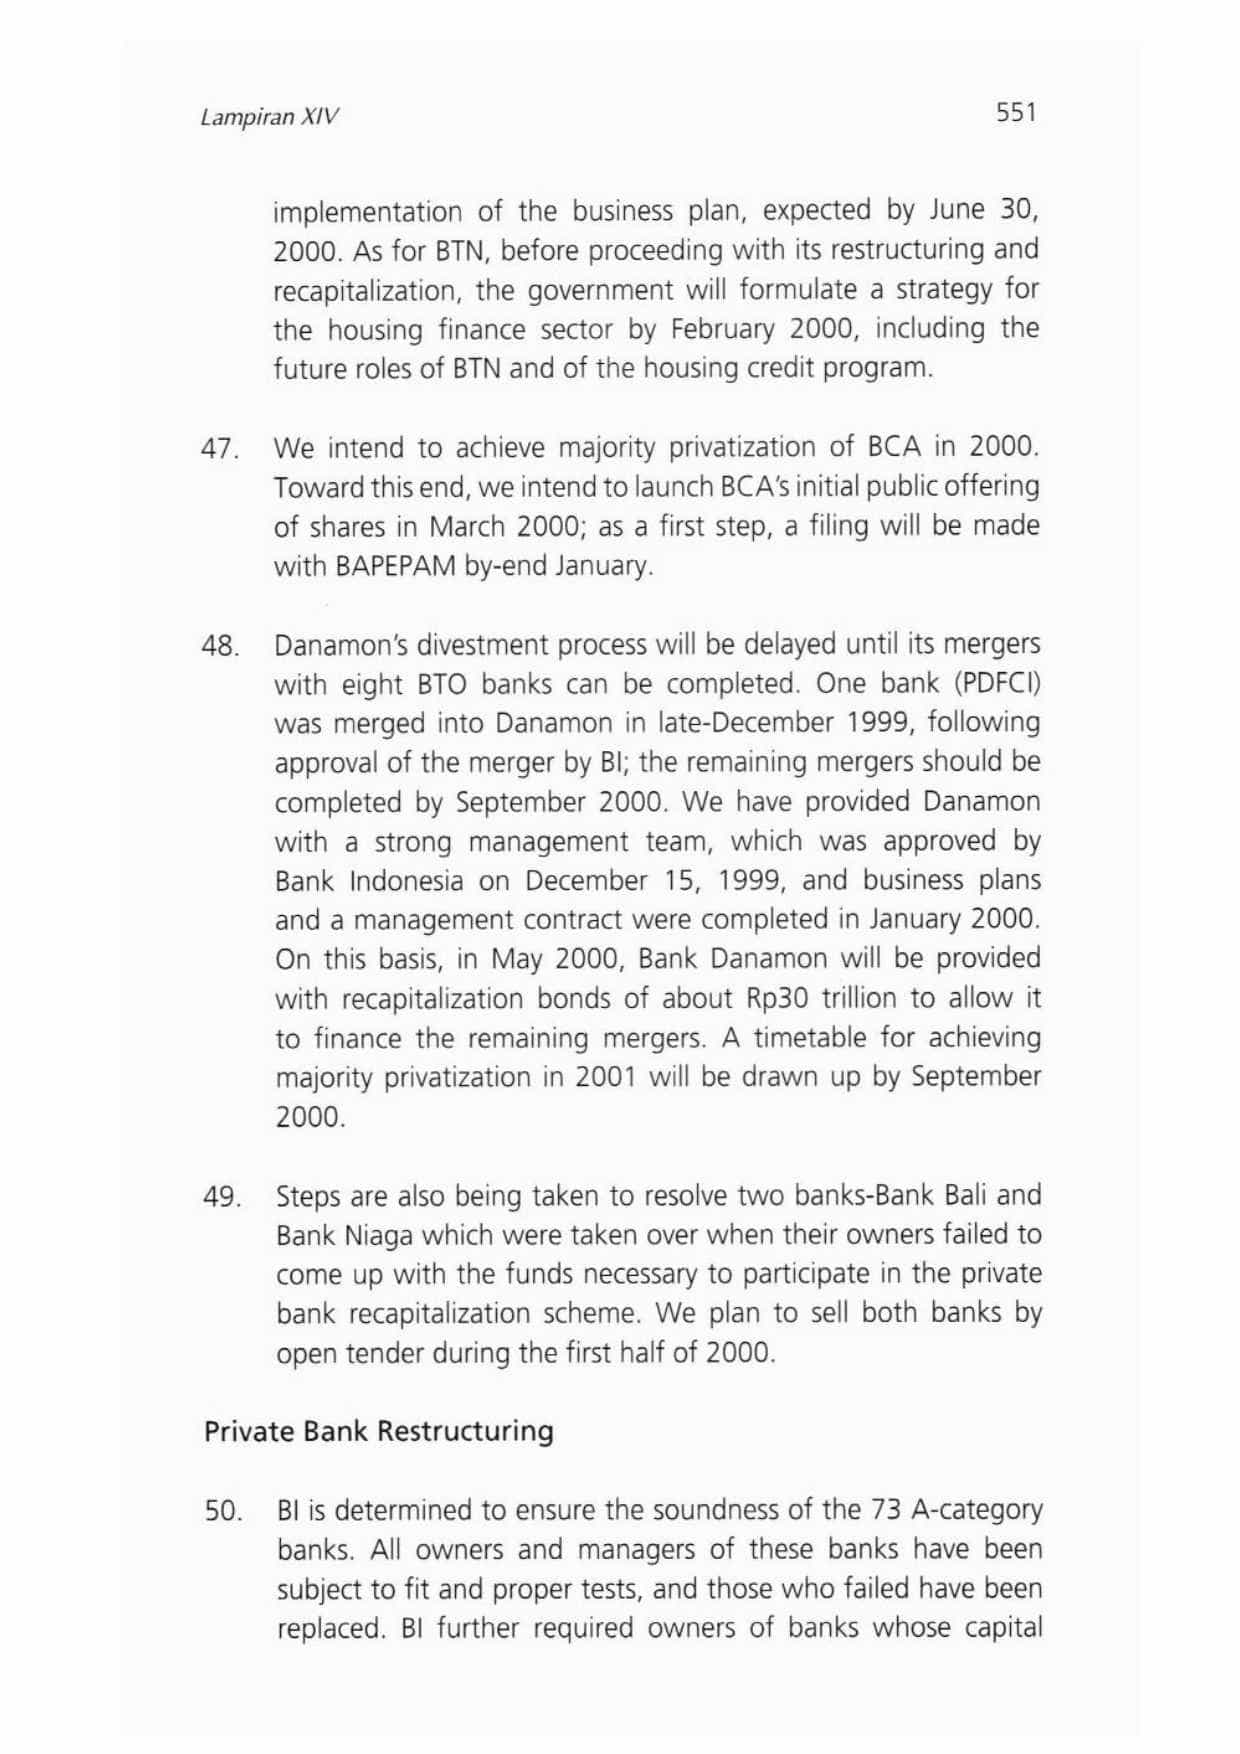 Lampiran XIV
551
implementation of the business plan, expected by June 30,
2000. As for BTN, before proceeding with its restructuring and
recapitalization, the government will formulate a strategy for
the housing finance sector by February 2000, including the
future roles of BTN and of the housing credit program.
47. We intend to achieve majority privatization of BCA in 2000.
Toward this end, we intend to launch BCA's initial public offering
of shares in March 2000; as a first step, a filing will be made
with BAPEPAM by-end January.
48. Danamon's divestment process will be delayed until its mergers
with eight BTO banks can be completed. One bank (PDFCI)
was merged into Danamon in late-December 1999, following
approval of the merger by BI; the remaining mergers should be
completed by September 2000. We have provided Danamon
with a strong management team, which was approved by
Bank Indonesia on December 15, 1999, and business plans
and a management contract were completed in January 2000.
On this basis, in May 2000, Bank Danamon will be provided
with recapitalization bonds of about Rp30 trillion to allow it
to finance the remaining mergers. A timetable for achieving
majority privatization in 2001 will be drawn up by September
2000.
49. Steps are also being taken to resolve two banks-Bank Bali and
Bank Niaga which were taken over when their owners failed to
come up with the funds necessary to participate in the private
bank recapitalization scheme. We plan to sell both banks by
open tender during the first half of 2000.
Private Bank Restructuring
50. BI is determined to ensure the soundness of the 73 A-category
banks. All owners and managers of these banks have been
subject to fit and proper tests, and those who failed have been
replaced. BI further required owners of banks whose capital